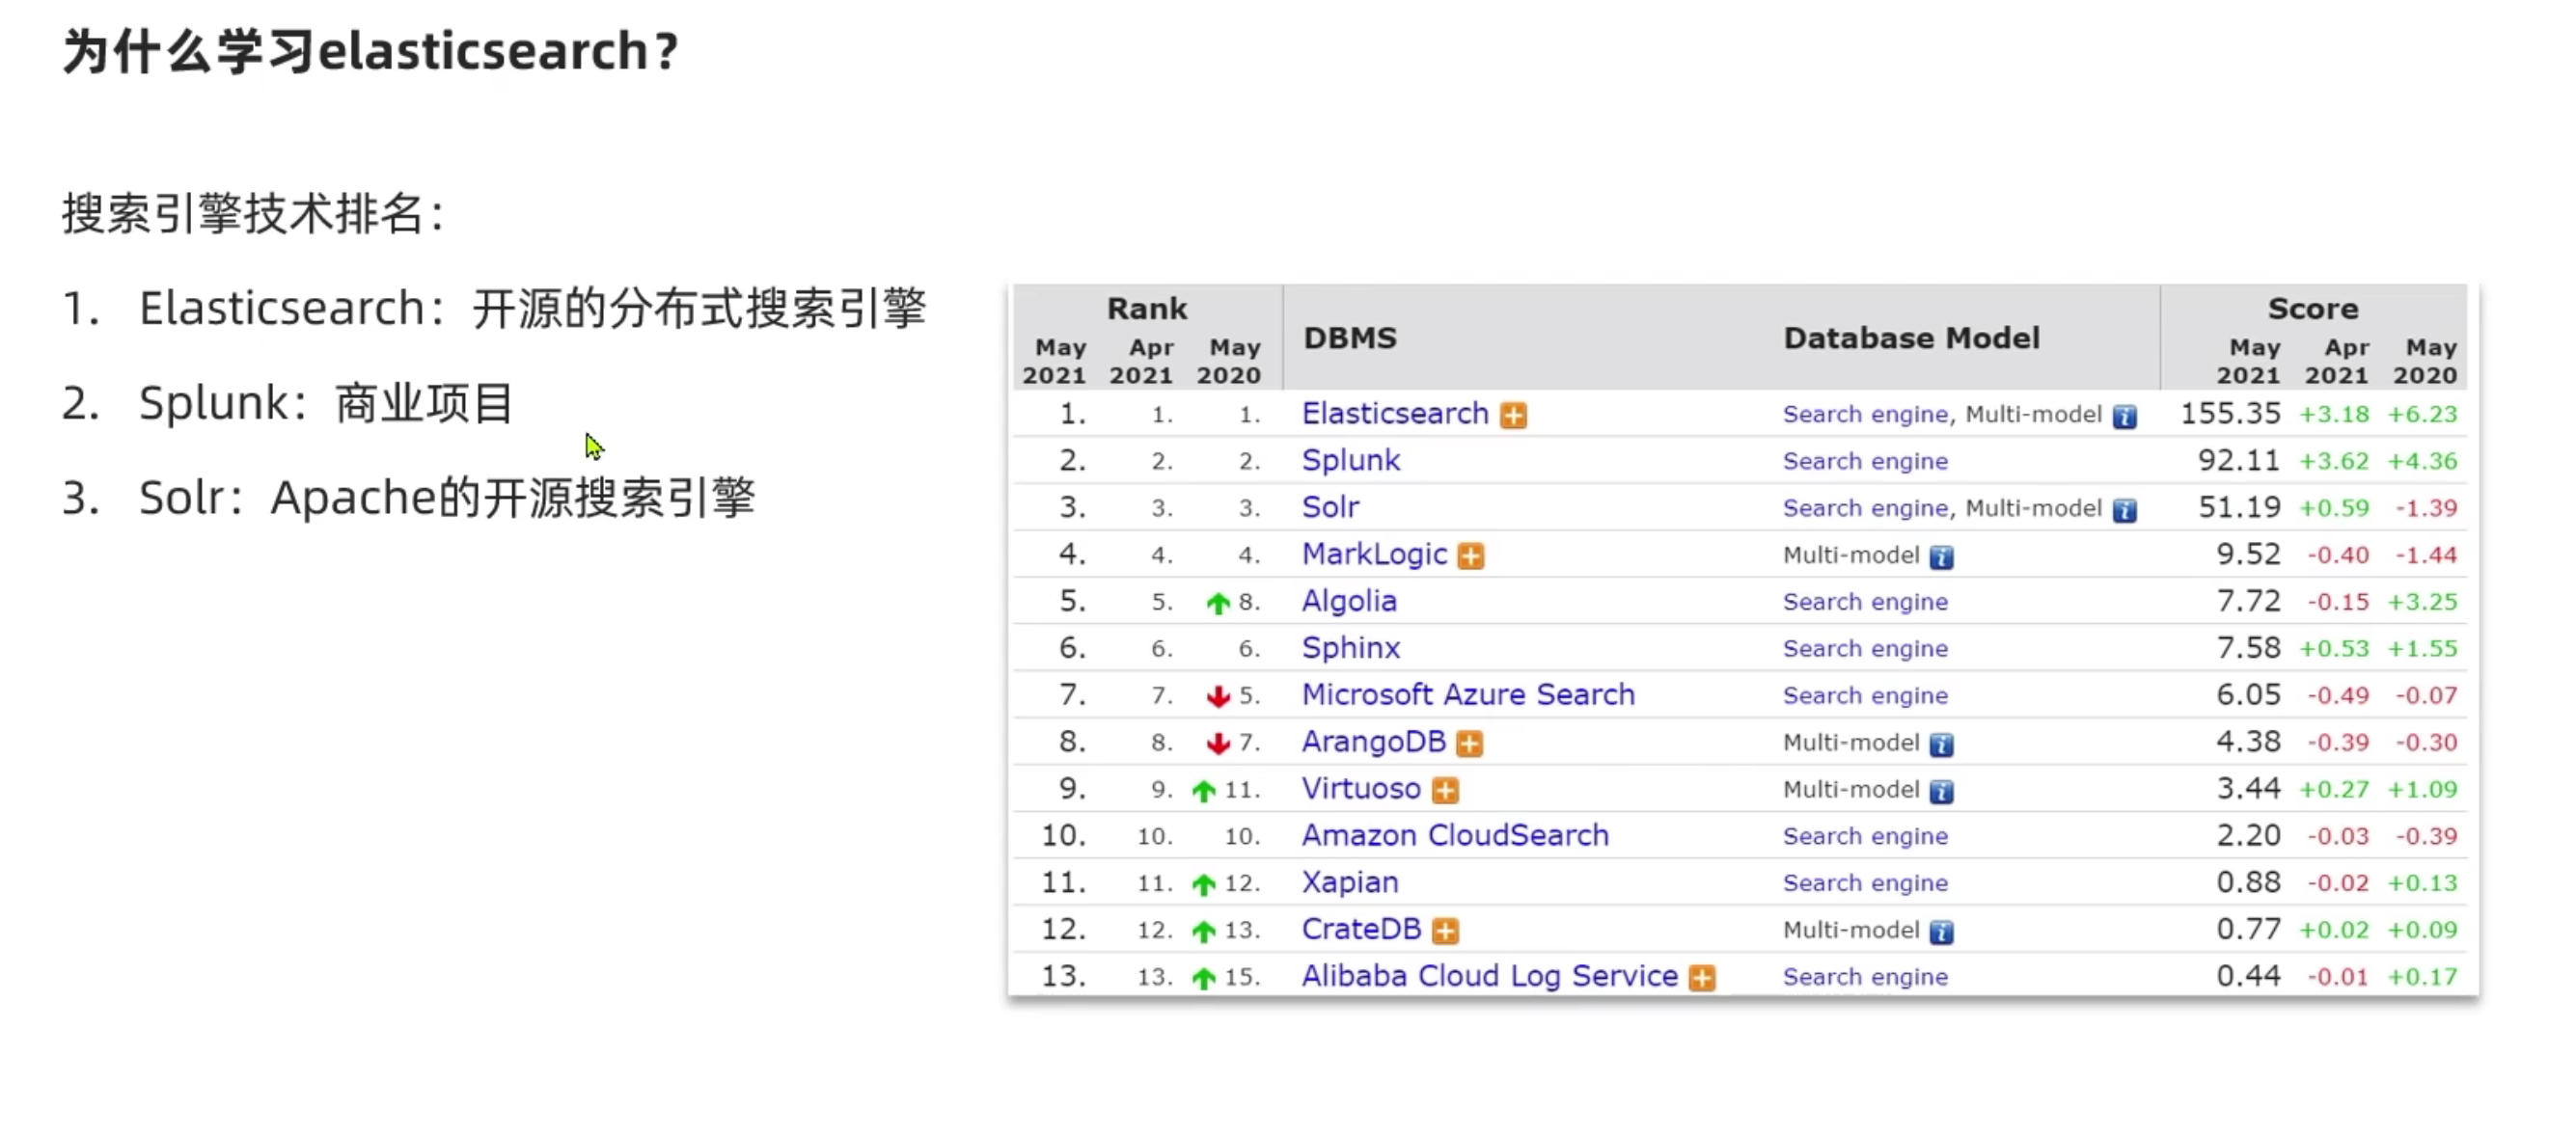 为什么学习elasticsearch?
搜索引擎技术排名：
1. Elasticsearch：开源的分布式搜索引擎
2. Splunk：商业项目
3. Solr：Apache的开源搜索引擎
Rank DBMS Database Model Score
May 2021 Apr 2021 May 2020 May 2021 Apr 2021 May 2020
1. 1. 1. Elasticsearch Search engine, Multi-model 155.35 +3.18 +6.23
2. 2. 2. Splunk Search engine 92.11 +3.62 +4.36
3. 3. 3. Solr Search engine, Multi-model 51.19 +0.59 -1.39
4. 4. 4. MarkLogic Multi-model 9.52 -0.40 -1.44
5. 5. 8. Algolia Search engine 7.72 -0.15 +3.25
6. 6. 6. Sphinx Search engine 7.58 +0.53 +1.55
7. 7. 5. Microsoft Azure Search Search engine 6.05 -0.49 -0.07
8. 8. 7. ArangoDB Multi-model 4.38 -0.39 -0.30
9. 9. 11. Virtuoso Multi-model 3.44 +0.27 +1.09
10. 10. 10. Amazon CloudSearch Search engine 2.20 -0.03 -0.39
11. 11. 12. Xapian Search engine 0.88 -0.02 +0.13
12. 12. 13. CrateDB Multi-model 0.77 +0.02 +0.09
13. 13. 15. Alibaba Cloud Log Service Search engine 0.44 -0.01 +0.17